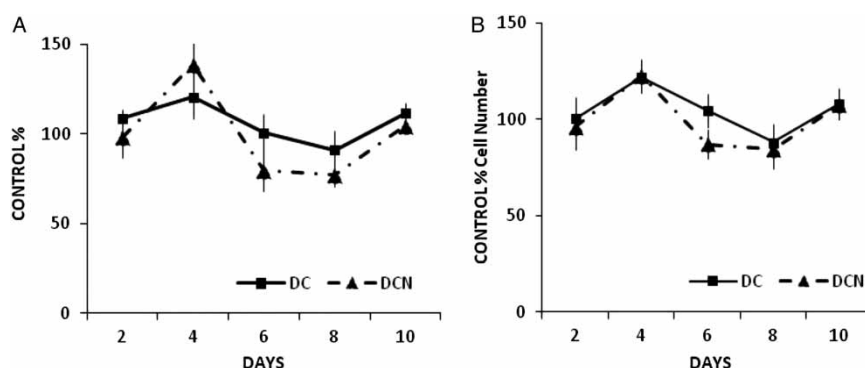 A
CONTROL %
150
100
50
0
DC
DCN
2 4 6 8 10
DAYS
B
CONTROL % Cell Number
150
100
50
0
DC
DCN
2 4 6 8 10
DAYS